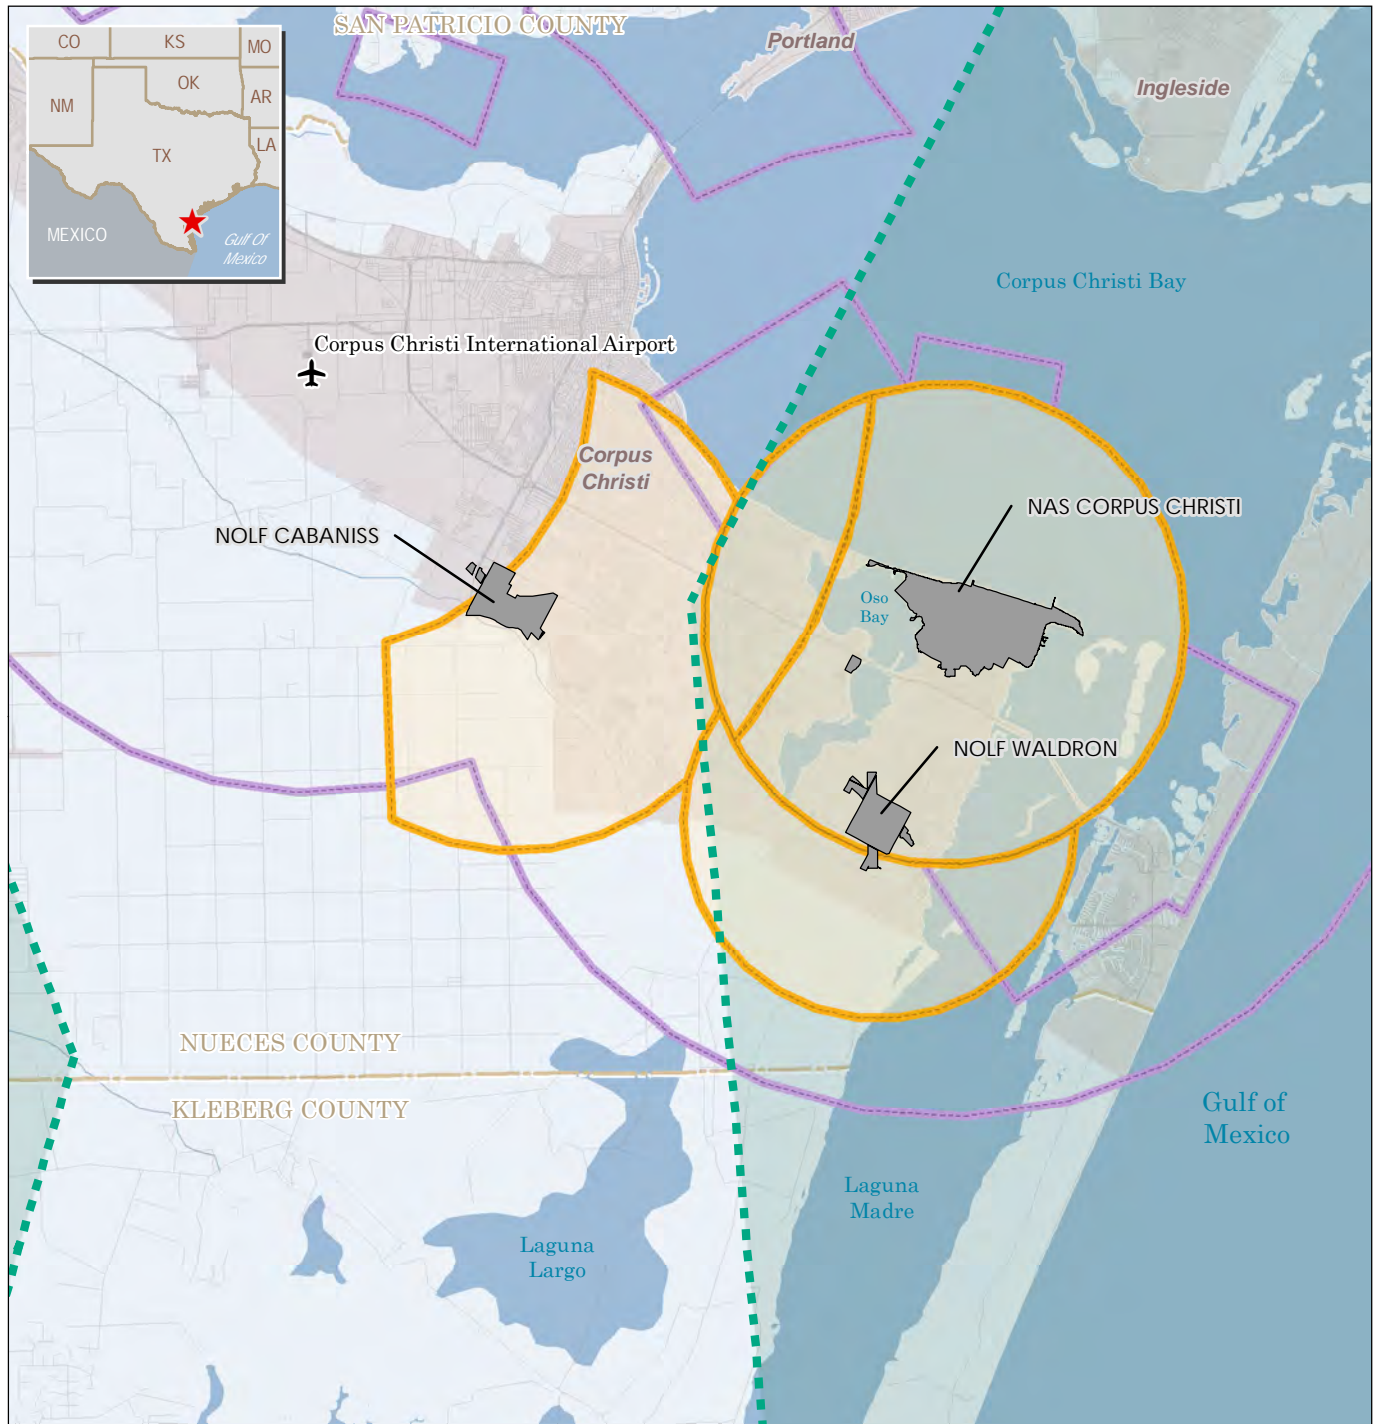 SAN PATRICIO COUNTY
CO
KS
MO
NM
OK
AR
TX
LA
MEXICO
Gulf Of
Mexico
Portland
Ingleside
Corpus Christi Bay
Corpus Christi International Airport
Corpus
Christi
NAS CORPUS CHRISTI
NOLF CABANISS
Oso
Bay
NOLF WALDRON
NUECES COUNTY
KLEBERG COUNTY
Gulf of
Mexico
Laguna
Madre
Laguna
Largo